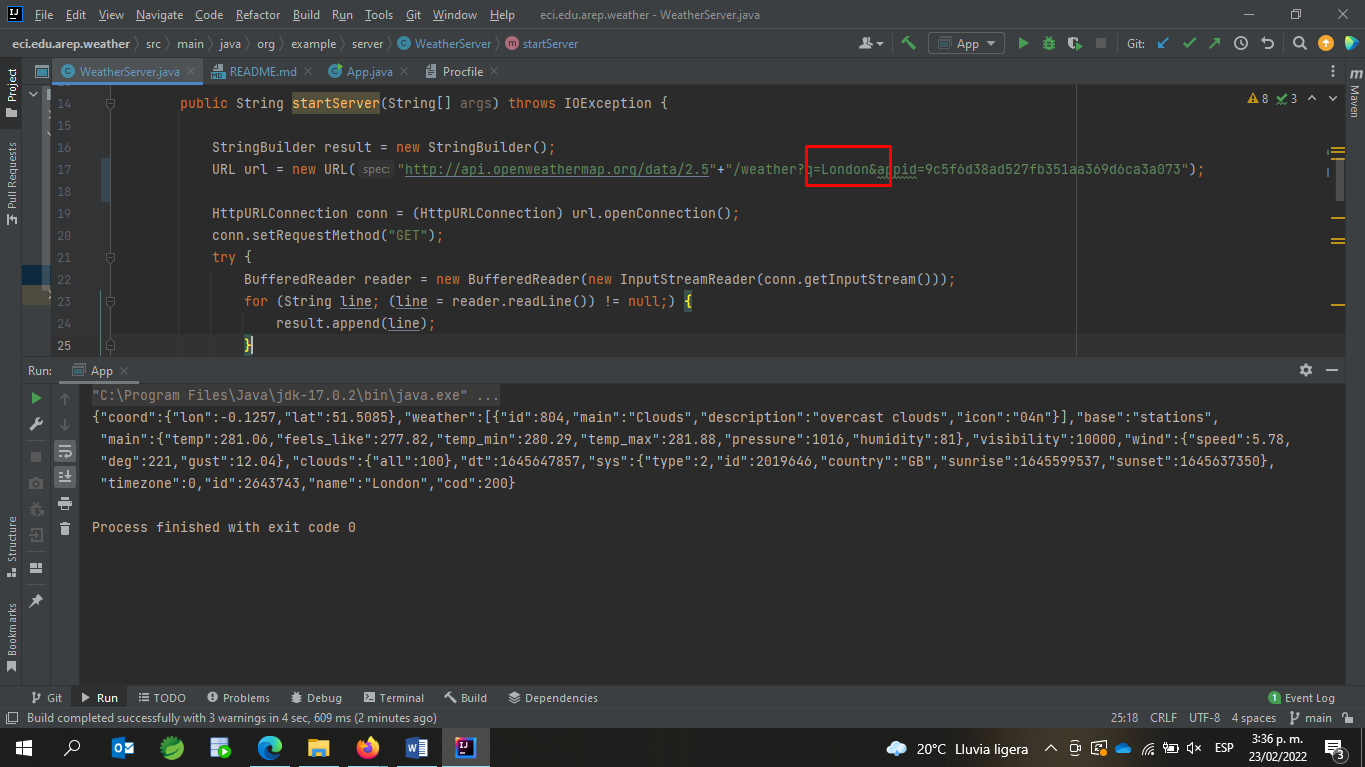 File Edit View Navigate Code Refactor Build Run Tools Git Window Help eci.edu.arep.weather - WeatherServer.java
eci.edu.arep.weather src main java org example server WeatherServer startServer App Git:
Project
WeatherServer.java README.md App.java Procfile
Maven
14 public String startServer(String[] args) throws IOException {
8 3
15
16 StringBuilder result = new StringBuilder();
17 URL url = new URL( spec: "http://api.openweathermap.org/data/2.5"+"/weather?q=London&appid=9c5f6d38ad527fb351aa369d6ca3a073");
18
19 HttpURLConnection conn = (HttpURLConnection) url.openConnection();
20 conn.setRequestMethod("GET");
21 try {
22 BufferedReader reader = new BufferedReader(new InputStreamReader(conn.getInputStream()));
23 for (String line; (line = reader.readLine()) != null;) {
24 result.append(line);
25 }
Pull Requests
Commit
Run: App
"C:\Program Files\Java\jdk-17.0.2\bin\java.exe" ...
{"coord":{"lon":-0.1257,"lat":51.5085},"weather":[{"id":804,"main":"Clouds","description":"overcast clouds","icon":"04n"}],"base":"stations",
"main":{"temp":281.06,"feels_like":277.82,"temp_min":280.29,"temp_max":281.88,"pressure":1016,"humidity":81},"visibility":10000,"wind":{"speed":5.78,
"deg":221,"gust":12.04},"clouds":{"all":100},"dt":1645647857,"sys":{"type":2,"id":2019646,"country":"GB","sunrise":1645599537,"sunset":1645637350},
"timezone":0,"id":2643743,"name":"London","cod":200}
Process finished with exit code 0
Structure
Bookmarks
Git Run TODO Problems Debug Terminal Build Dependencies 1 Event Log
Build completed successfully with 3 warnings in 4 sec, 609 ms (2 minutes ago) 25:18 CRLF UTF-8 4 spaces main
20°C Lluvia ligera ESP 3:36 p. m.
23/02/2022 3